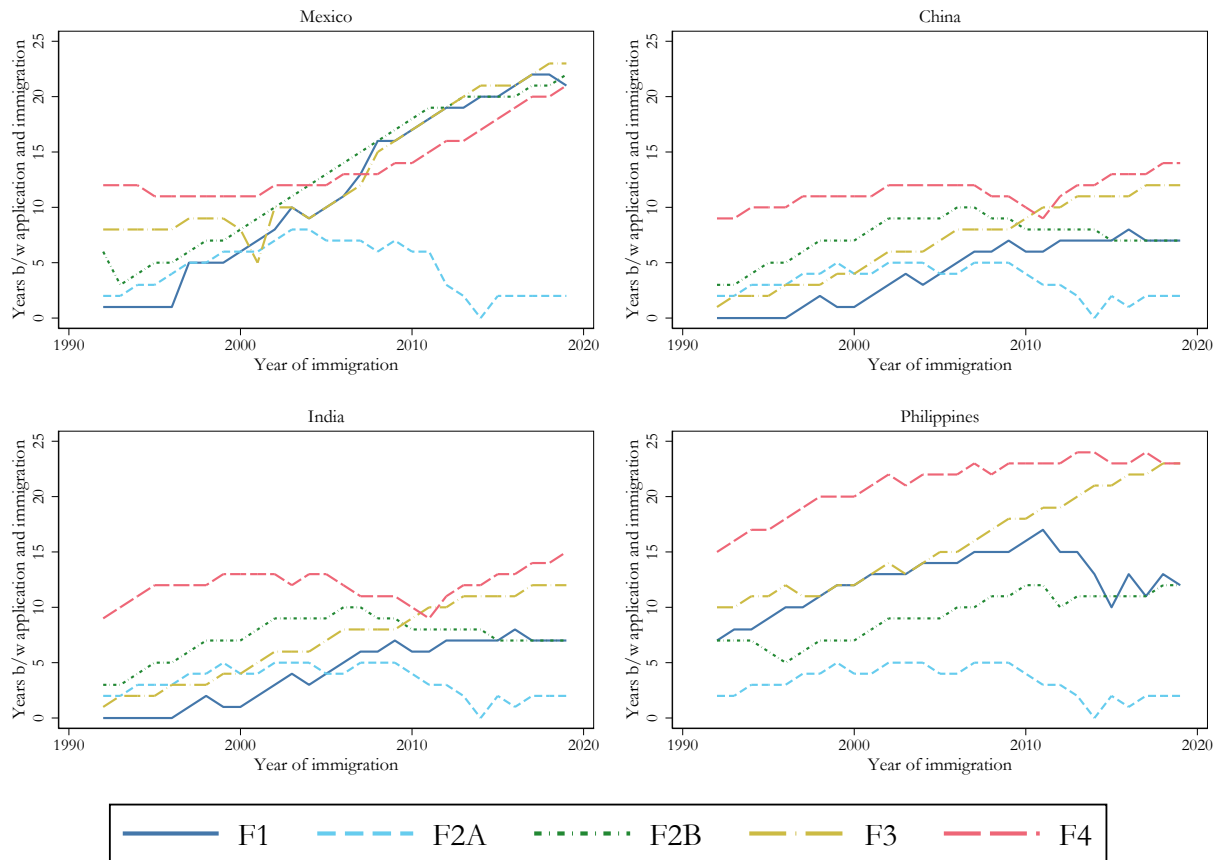 Mexico
Years b/w application and immigration
0 5 10 15 20 25
1990 2000 2010 2020
Year of immigration
China
Years b/w application and immigration
0 5 10 15 20 25
1990 2000 2010 2020
Year of immigration
India
Years b/w application and immigration
0 5 10 15 20 25
1990 2000 2010 2020
Year of immigration
Philippines
Years b/w application and immigration
0 5 10 15 20 25
1990 2000 2010 2020
Year of immigration
F1 F2A F2B F3 F4